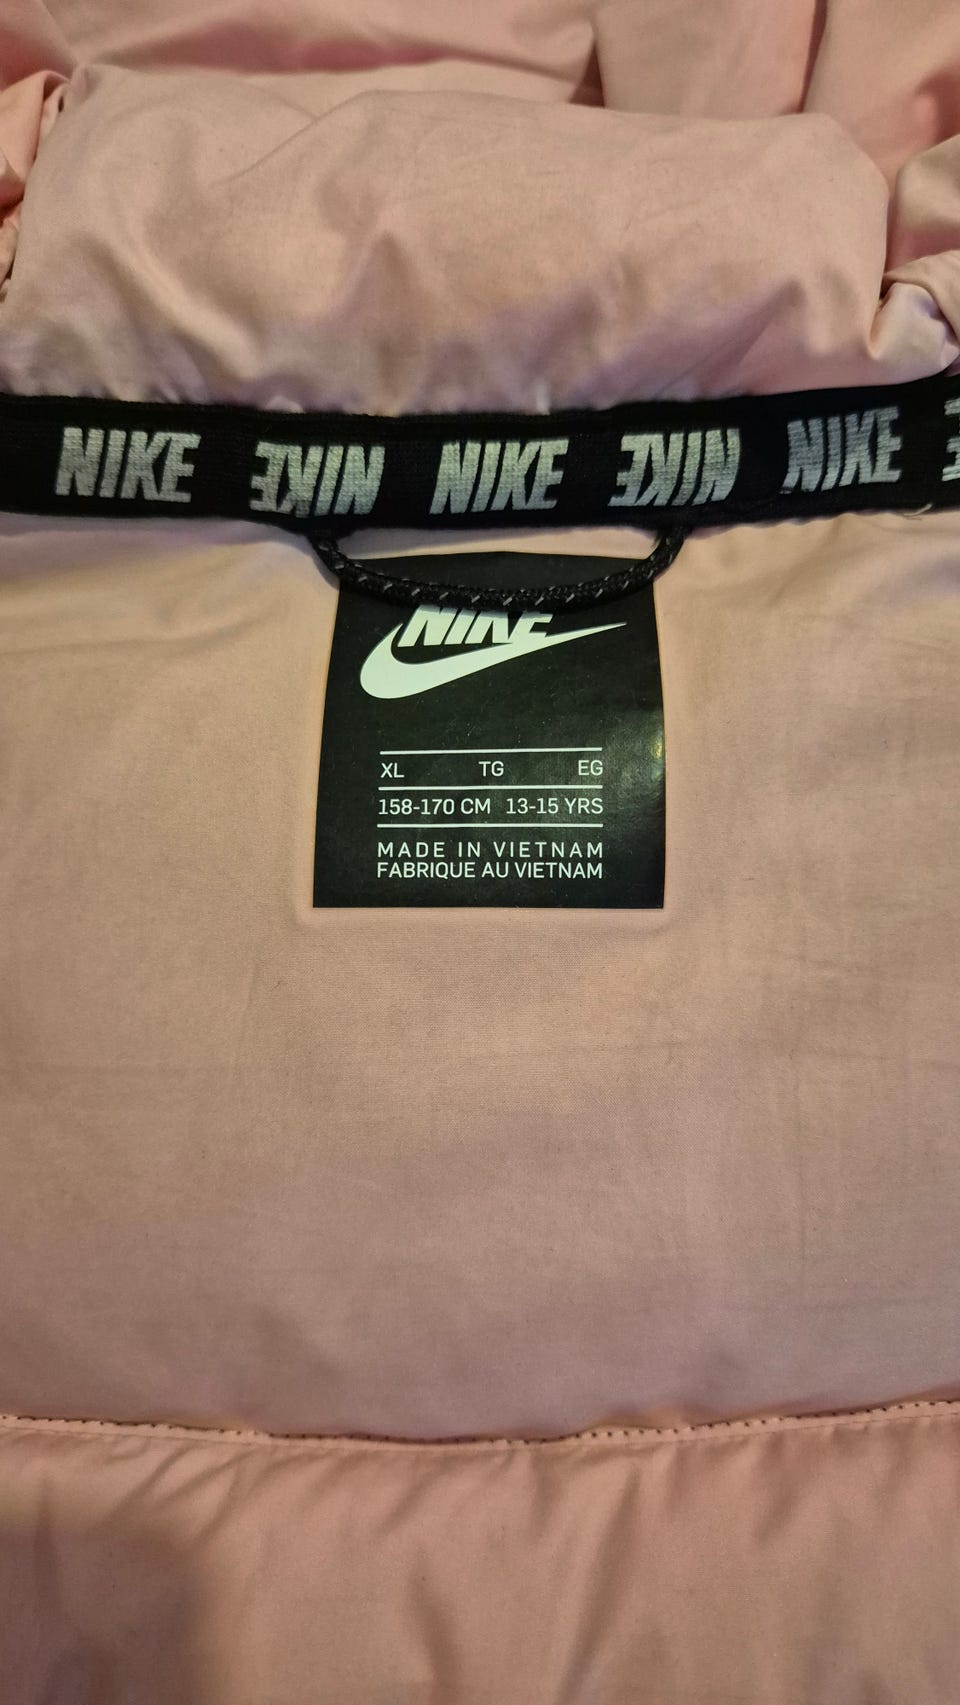 NIKE NIKE NIKE NIKE NIKE
NIKE
XL TG EG
158-170 CM 13-15 YRS
MADE IN VIETNAM
FABRIQUE AU VIETNAM